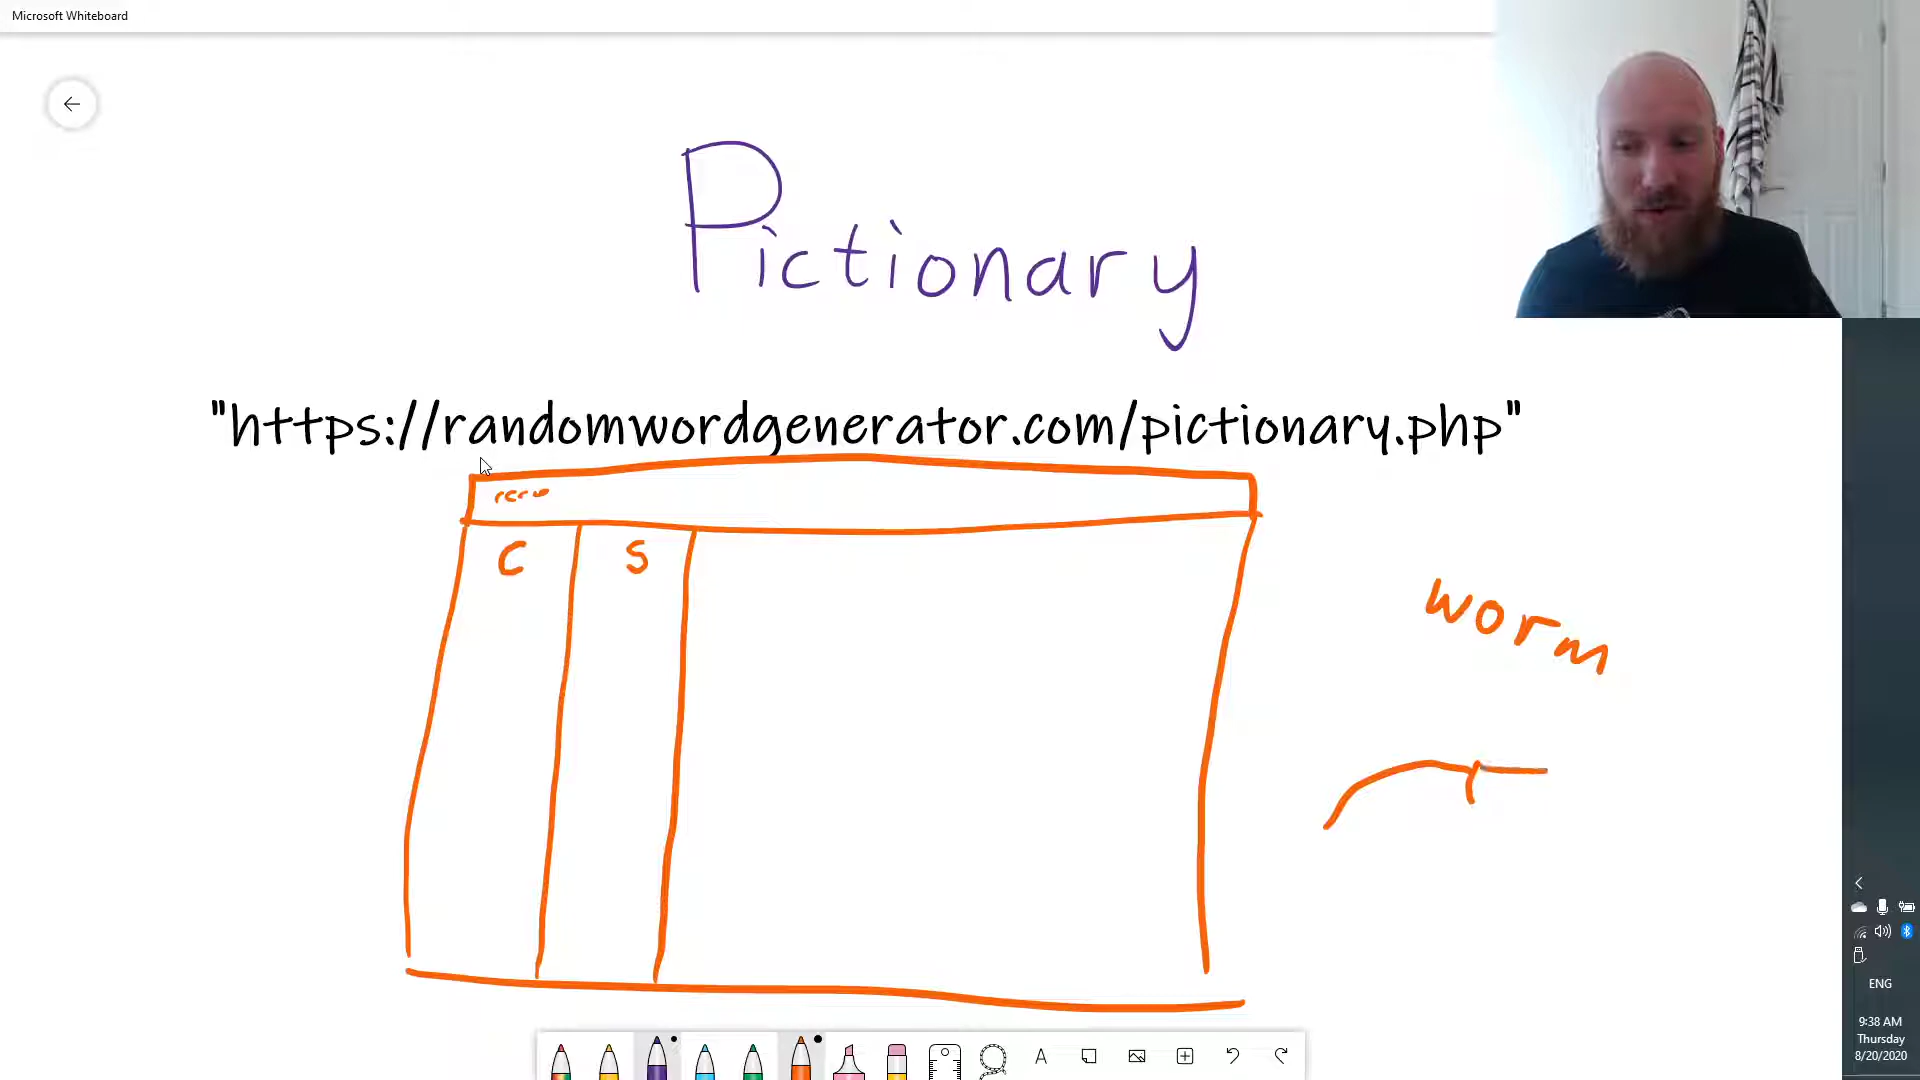 Microsoft Whiteboard
Pictionary
"https://randomwordgenerator.com/pictionary.php"
C S
worm
A
ENG
9:38 AM
Thursday
8/20/2020